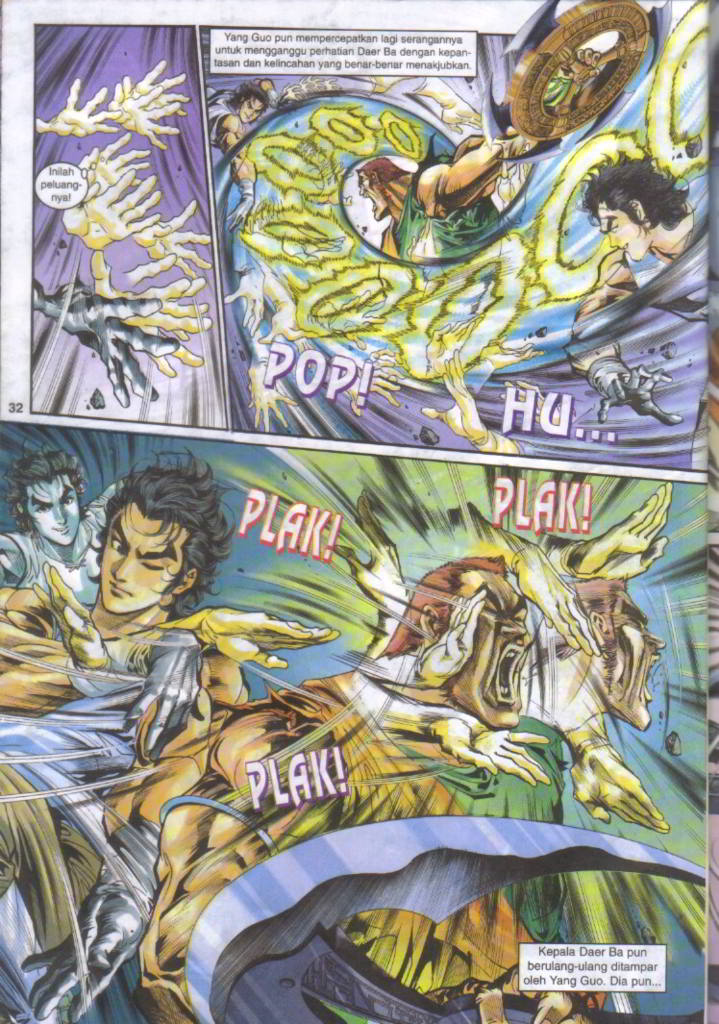 Yang Guo pun mempercepatkan lagi serangannya
untuk mengganggu perhatian Daer Ba dengan kepan-
tasan dan kelincahan yang benar-benar menakjubkan.
Inilah
peluang-
nya!
POP!
HU...
32
PLAK!
PLAK!
PLAK!
Kepala Daer Ba pun
berulang-ulang ditampar
oleh Yang Guo. Dia pun...